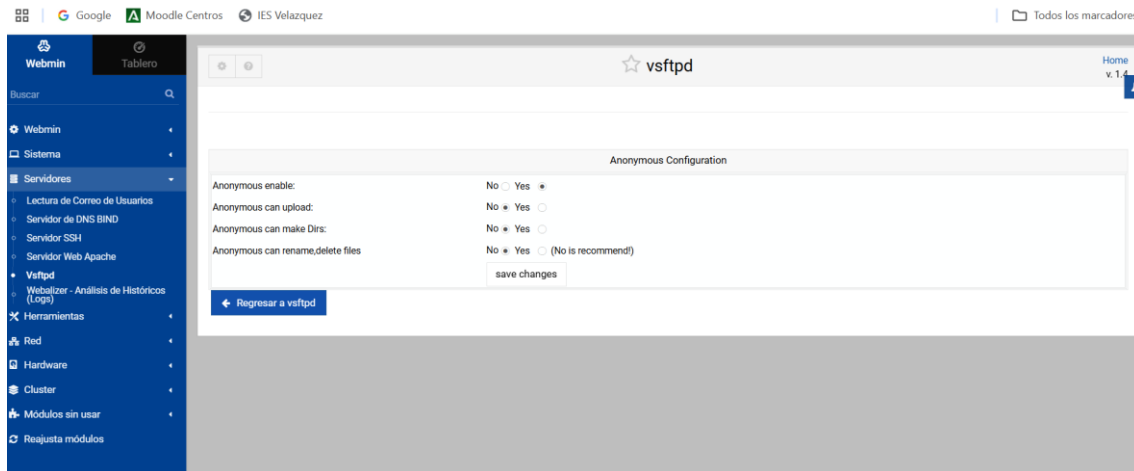 Google Moodle Centros IES Velazquez Todos los marcadores
Webmin Tablero
Buscar
Webmin
Sistema
Servidores
Lectura de Correo de Usuarios
Servidor de DNS BIND
Servidor SSH
Servidor Web Apache
Vsftpd
Webalizer - Análisis de Históricos
(Logs)
Herramientas
Red
Hardware
Cluster
Módulos sin usar
Reajusta módulos
vsftpd
Home
v. 1.4
Anonymous Configuration
Anonymous enable: No Yes
Anonymous can upload: No Yes
Anonymous can make Dirs: No Yes
Anonymous can rename,delete files No Yes (No is recommend!)
save changes
Regresar a vsftpd